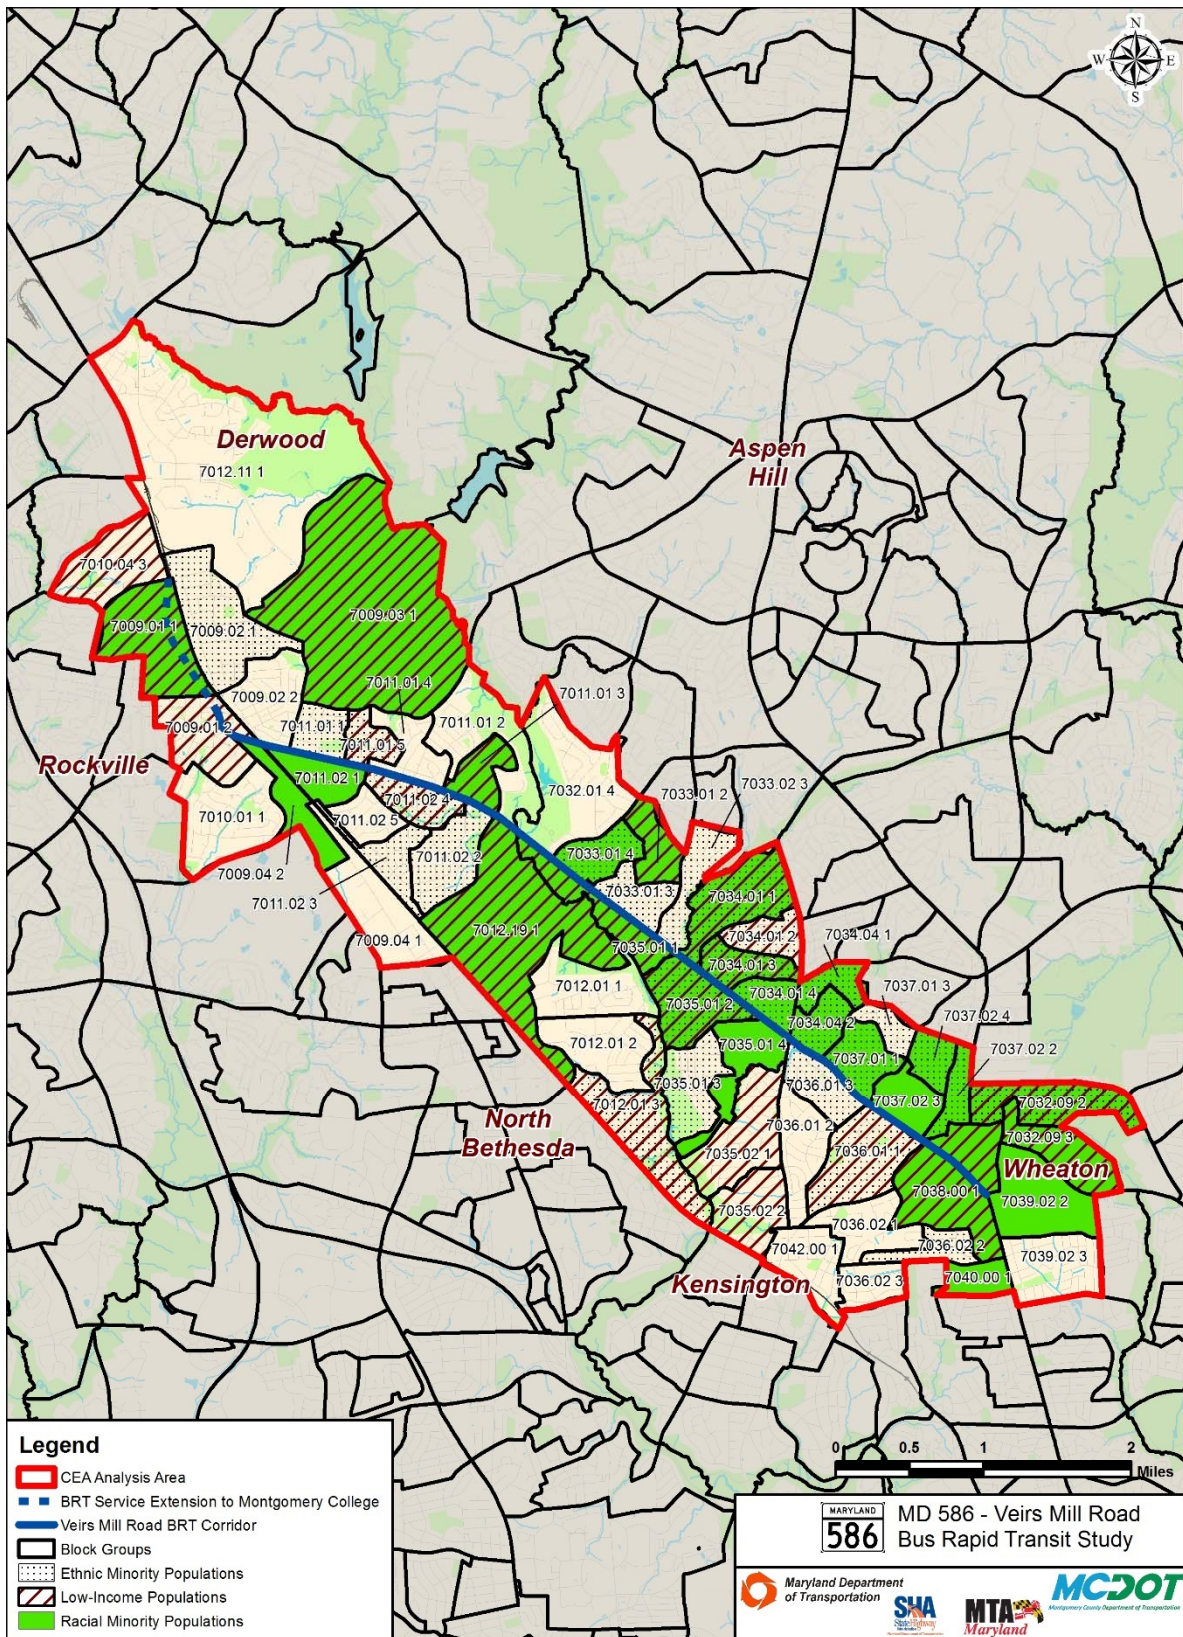 N
W
E
S
Derwood
7012.11 1
Aspen
Hill
7010.04 3
7009.01 1
7009.02 1
7009.03 1
7011.01 4
7011.01 3
7009.02 2
7011.01 2
7009.01 2
7011.01 1
7011.01 5
Rockville
7011.02 1
7011.02 4
7032.01 4
7033.01 2
7033.02 3
7010.01 1
7011.02 5
7011.02 2
7033.01 4
7009.04 2
7033.01 3
7034.01 1
7011.02 3
7012.19 1
7034.01 2
7034.04 1
7009.04 1
7035.01 1
7034.01 3
7037.01 3
7012.01 1
7035.01 2
7034.01 4
7037.02 4
7034.04 2
7012.01 2
7035.01 4
7037.01 1
7037.02 2
7035.01 3
7036.01 3
7037.02 3
7012.01 3
7032.09 2
North
Bethesda
7036.01 2
7032.09 3
7035.02 1
7036.01 1
Wheaton
7038.00 1
7039.02 2
7035.02 2
7036.02 1
7042.00 1
7036.02 2
7039.02 3
Kensington
7036.02 3
7040.00 1
Legend
CEA Analysis Area
BRT Service Extension to Montgomery College
Veirs Mill Road BRT Corridor
Block Groups
Ethnic Minority Populations
Low-Income Populations
Racial Minority Populations
0 0.5 1 2
Miles
MARYLAND
586
MD 586 - Veirs Mill Road
Bus Rapid Transit Study
Maryland Department
of Transportation
SHA
State Highway
MTA
Maryland
MCDOT
Montgomery County Department of Transportation